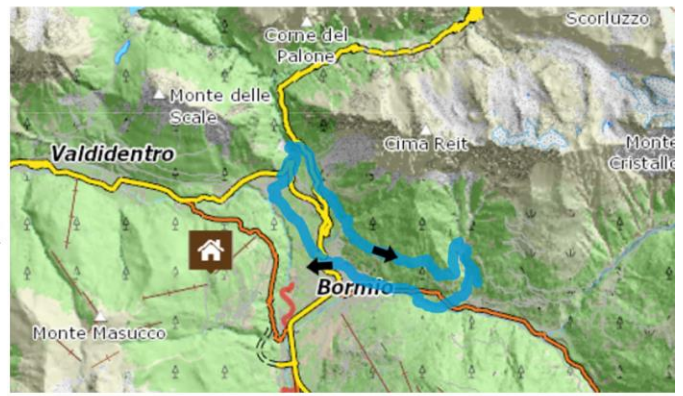 Scorluzzo
Corne del
Palone
Monte delle
Scale
Cima Reit
Monte
Cristallo
Valdidentro
Bormio
Monte Masucco